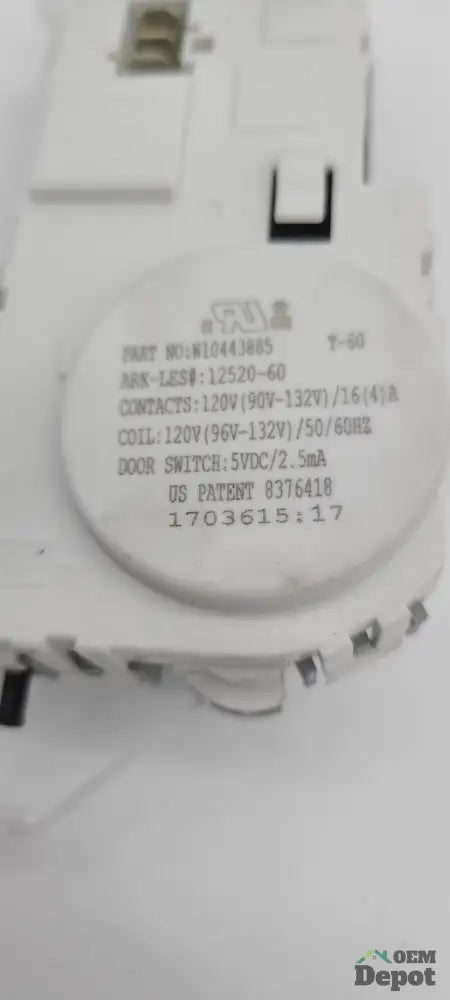 PART NO:W10443885 T-60
ARK-LES#:12520-60
CONTACTS:120V(90V-132V)/16(4)A
COIL:120V(96V-132V)/50/60HZ
DOOR SWITCH:5VDC/2.5mA
US PATENT 8376418
1703615:17
OEM
Depot